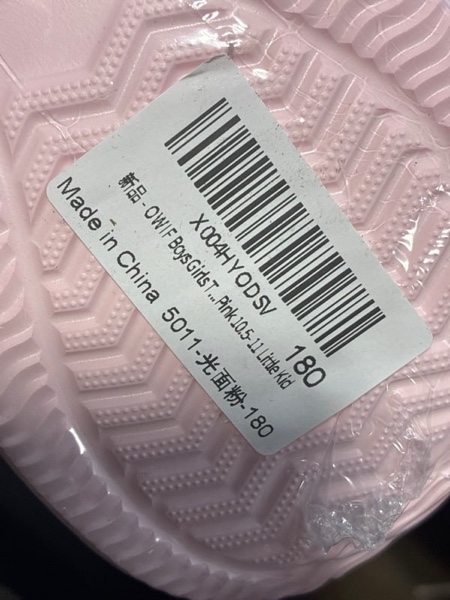 X004HYODSV 180
新品 - OWIF Boys Girls T... Pink 10.5-11 Little Kid
Made in China 5011-光面粉-180